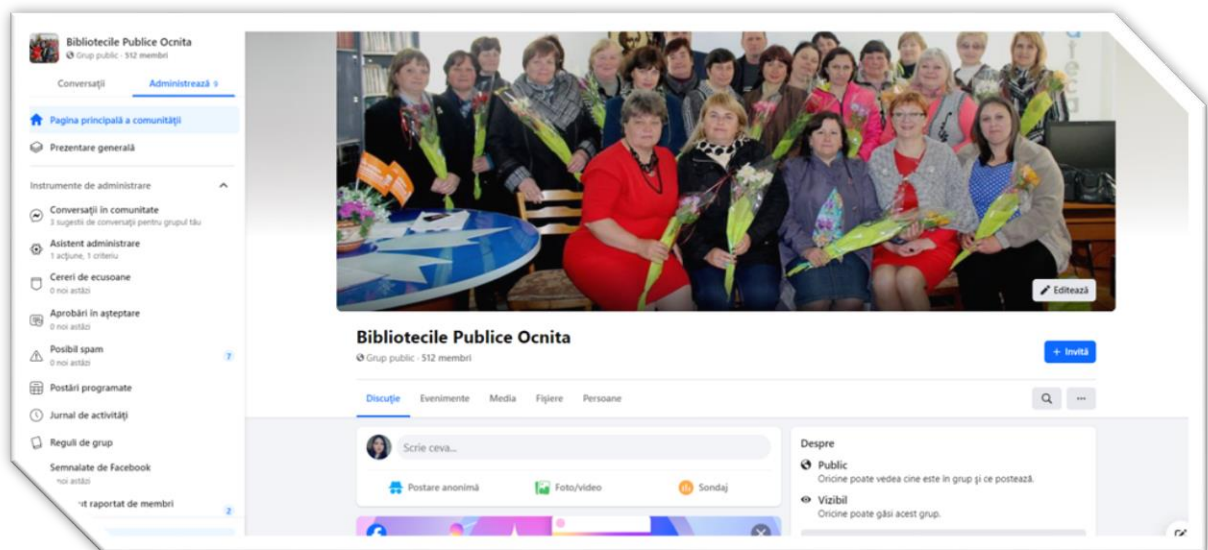 Bibliotecile Publice Ocnita
Grup public · 512 membri
Conversații
Administrează 9
Pagina principală a comunității
Prezentare generală
Instrumente de administrare
Conversații în comunitate
3 sugestii de conversații pentru grupul tău
Asistent administrare
1 acțiune, 1 criteriu
Cereri de ecusoane
0 noi astăzi
Aprobări în așteptare
0 noi astăzi
Posibil spam
0 noi astăzi
7
Postări programate
Jurnal de activități
Reguli de grup
Semnalate de Facebook
noi astăzi
raportat de membri
2
Editează
Bibliotecile Publice Ocnita
Grup public · 512 membri
+ Invită
Discuție
Evenimente
Media
Fișiere
Persoane
Scrie ceva...
Postare anonimă
Foto/video
Sondaj
Despre
Public
Oricine poate vedea cine este în grup și ce postează.
Vizibil
Oricine poate găsi acest grup.